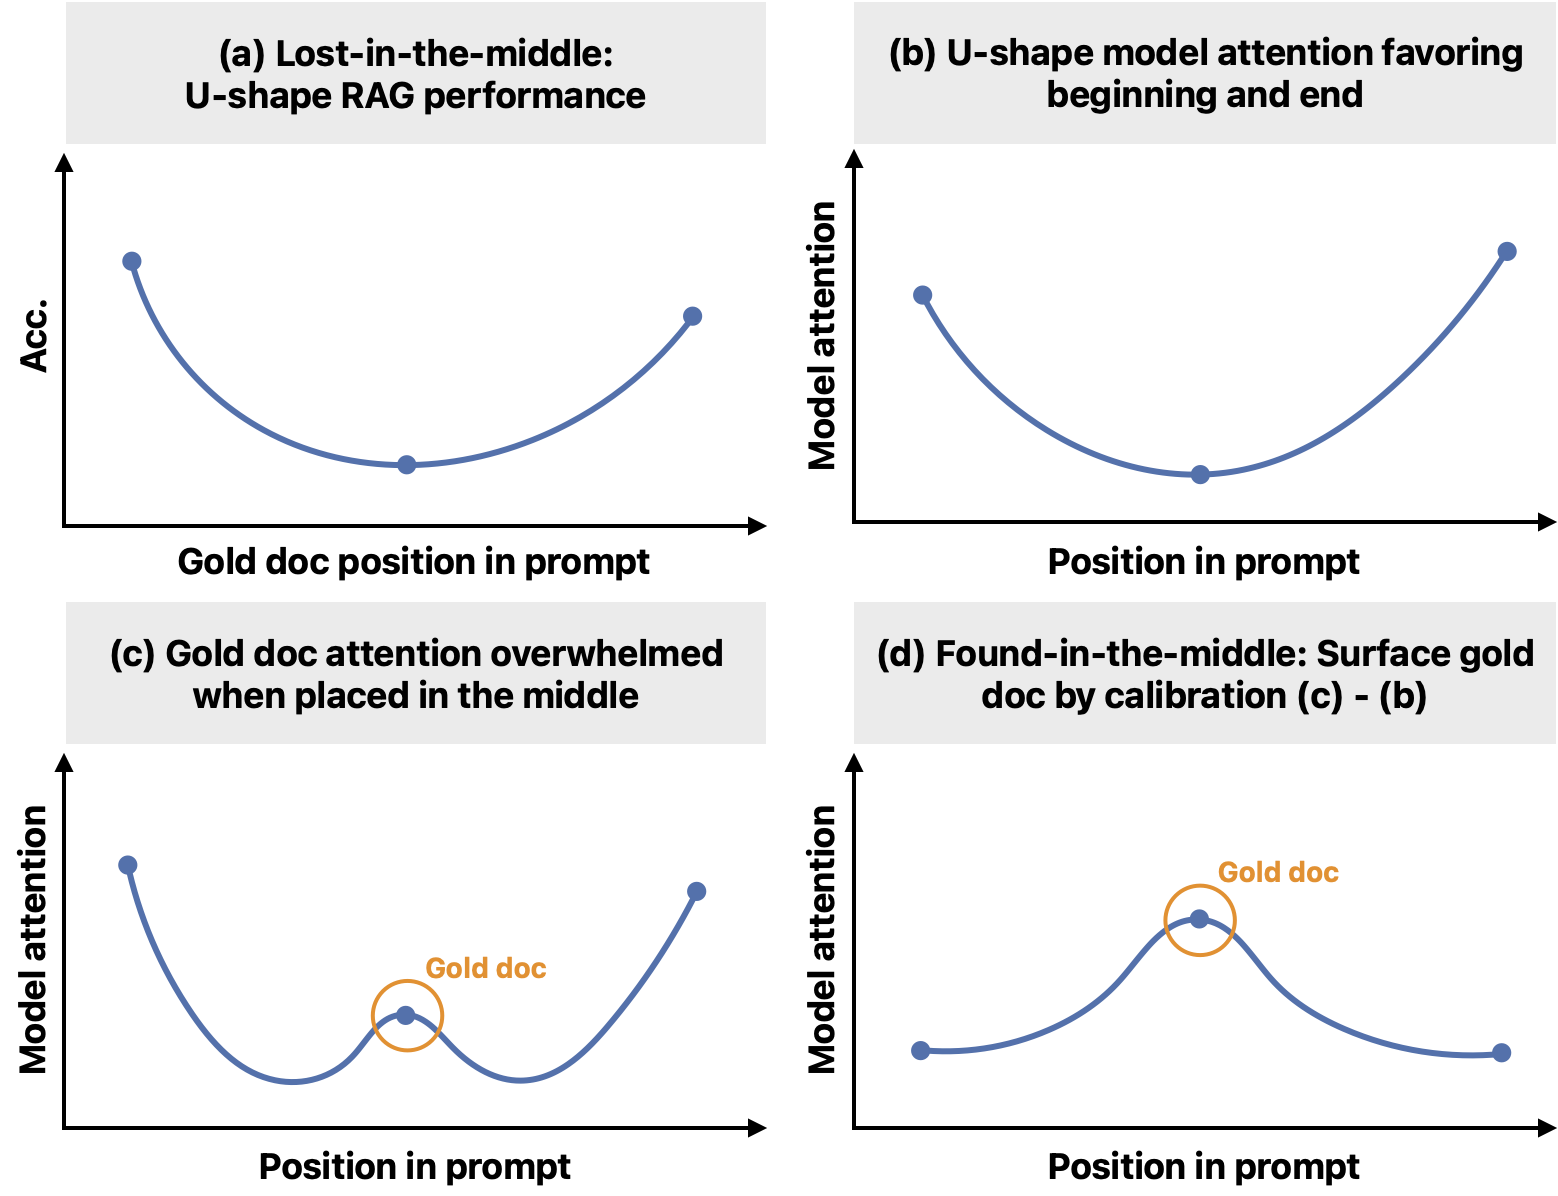 (a) Lost-in-the-middle:
U-shape RAG performance
Acc.
Gold doc position in prompt
(b) U-shape model attention favoring
beginning and end
Model attention
Position in prompt
(c) Gold doc attention overwhelmed
when placed in the middle
Model attention
Gold doc
Position in prompt
(d) Found-in-the-middle: Surface gold
doc by calibration (c) - (b)
Model attention
Gold doc
Position in prompt